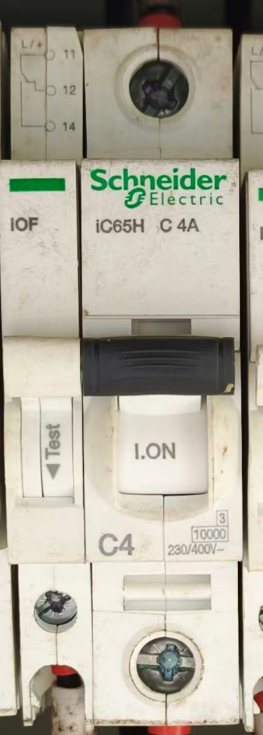 L/+
11
12
14
Schneider
Electric
iOF
iC65H C 4A
Test
I.ON
C4
3
10000
230/400V~